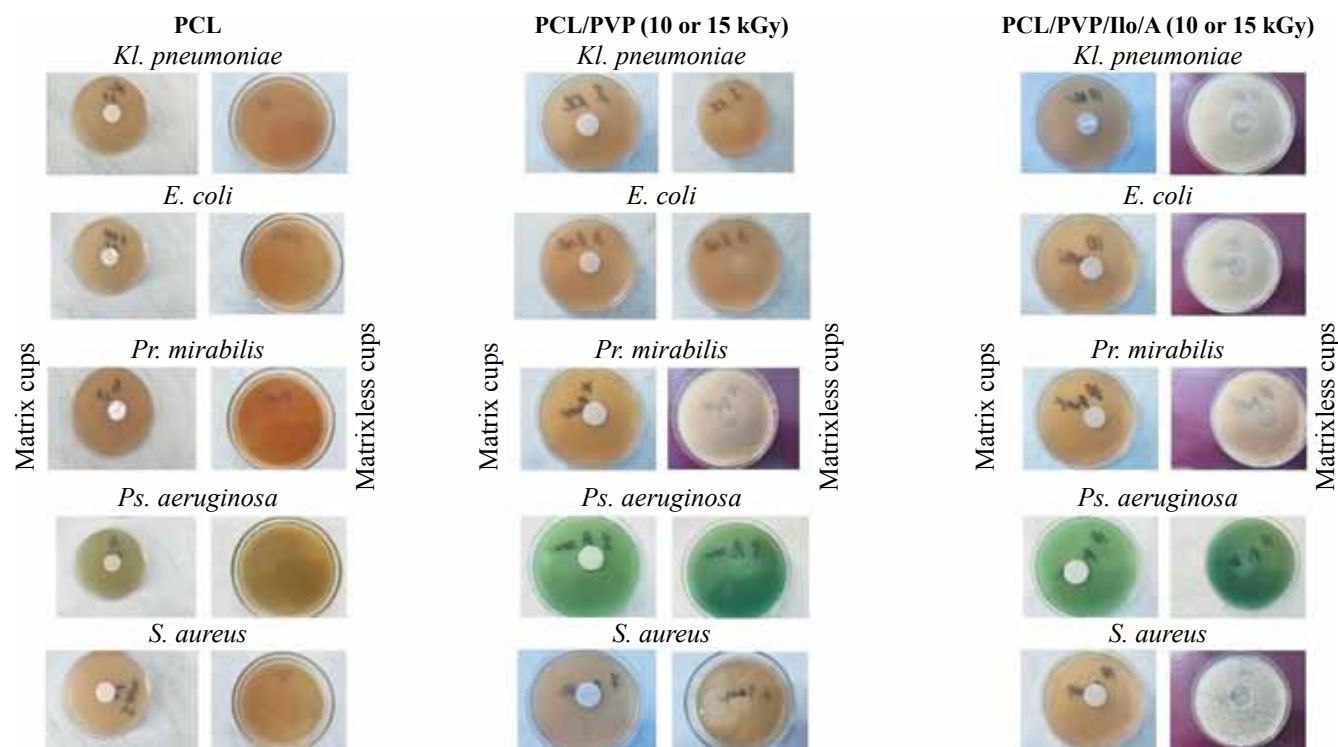 PCL
PCL/PVP (10 or 15 kGy)
PCL/PVP/Ilo/A (10 or 15 kGy)
Kl. pneumoniae
Kl. pneumoniae
Kl. pneumoniae
E. coli
E. coli
E. coli
Matrix cups
Pr. mirabilis
Matrixless cups
Matrix cups
Pr. mirabilis
Matrixless cups
Matrix cups
Pr. mirabilis
Matrixless cups
Ps. aeruginosa
Ps. aeruginosa
Ps. aeruginosa
S. aureus
S. aureus
S. aureus